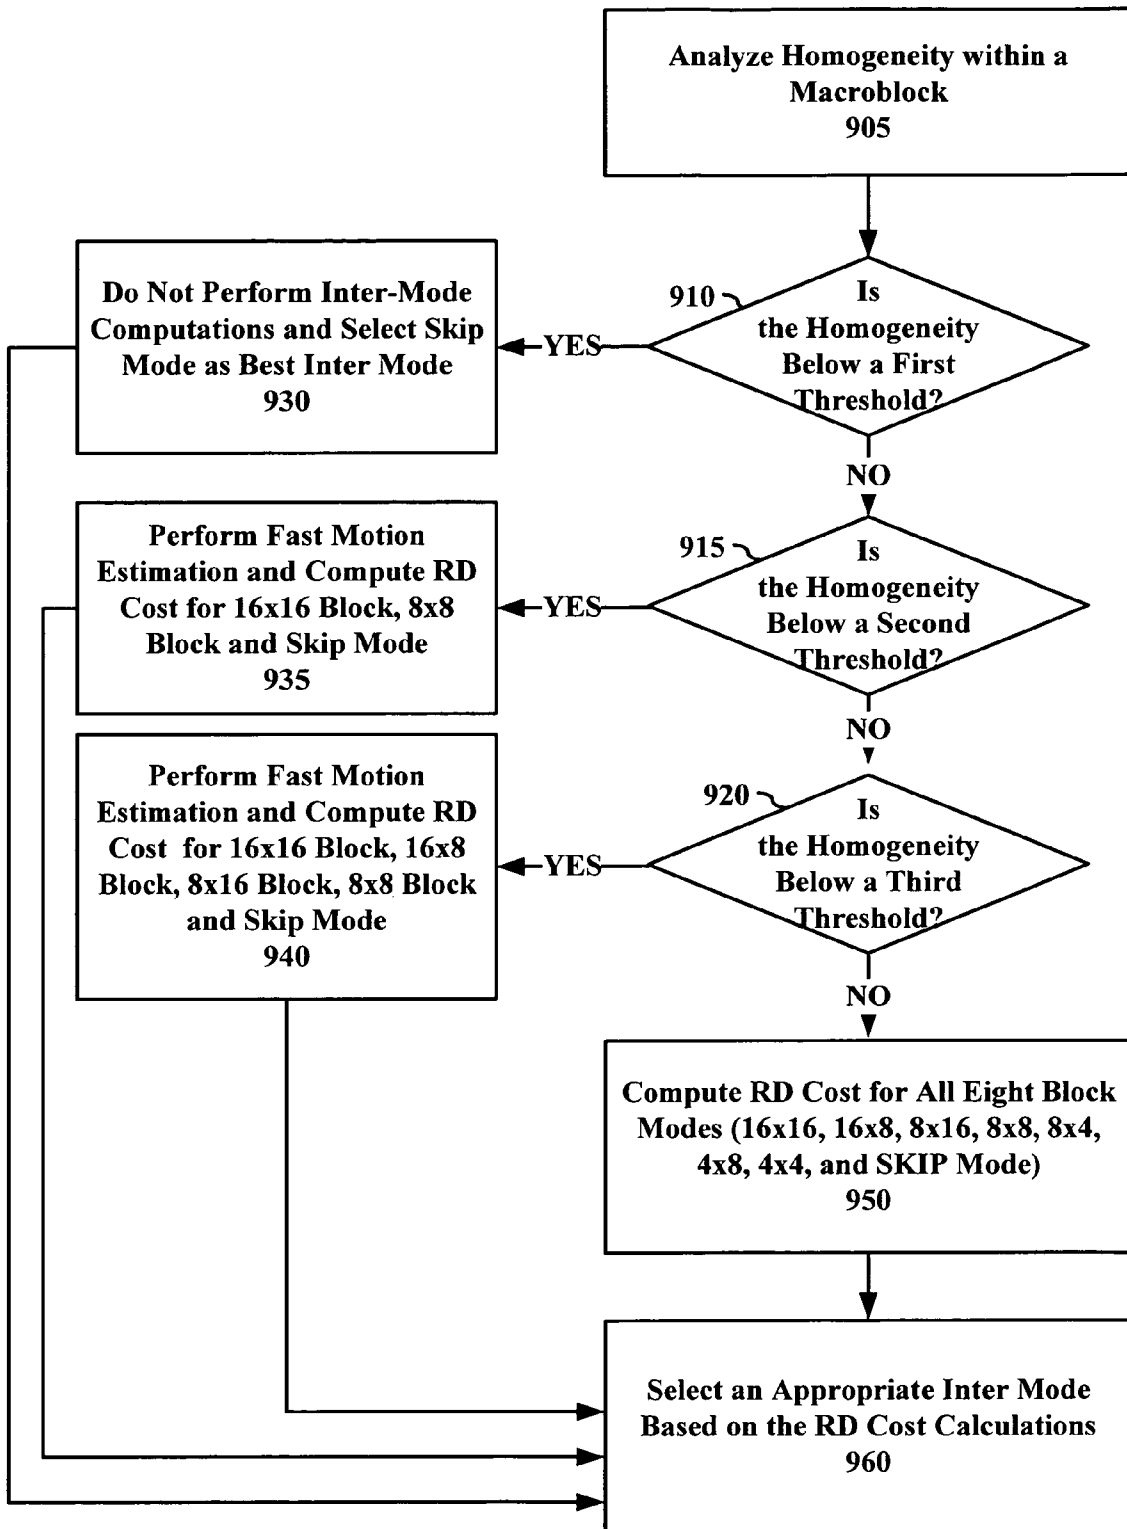 Analyze Homogeneity within a
Macroblock
905
910
Is
the Homogeneity
Below a First
Threshold?
YES
Do Not Perform Inter-Mode
Computations and Select Skip
Mode as Best Inter Mode
930
NO
915
Is
the Homogeneity
Below a Second
Threshold?
YES
Perform Fast Motion
Estimation and Compute RD
Cost for 16x16 Block, 8x8
Block and Skip Mode
935
NO
920
Is
the Homogeneity
Below a Third
Threshold?
YES
Perform Fast Motion
Estimation and Compute RD
Cost for 16x16 Block, 16x8
Block, 8x16 Block, 8x8 Block
and Skip Mode
940
NO
Compute RD Cost for All Eight Block
Modes (16x16, 16x8, 8x16, 8x8, 8x4,
4x8, 4x4, and SKIP Mode)
950
Select an Appropriate Inter Mode
Based on the RD Cost Calculations
960